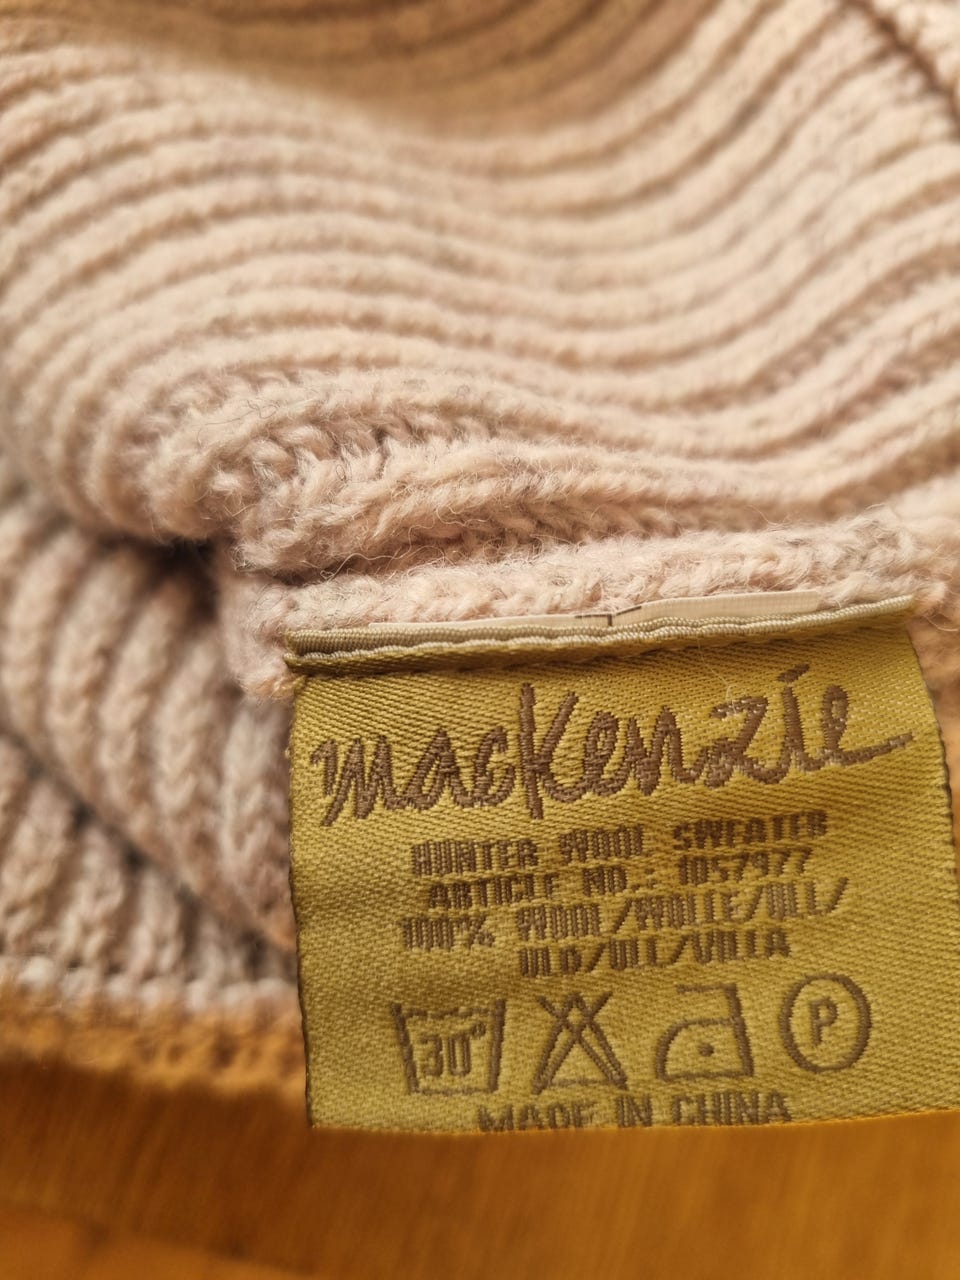 mackenzie
HUNTER WOOL SWEATER
ARTICLE NO.: 1057977
100% WOOL/WOLLE/ULL/
ULD/ULL/VILLA
30° P
MADE IN CHINA